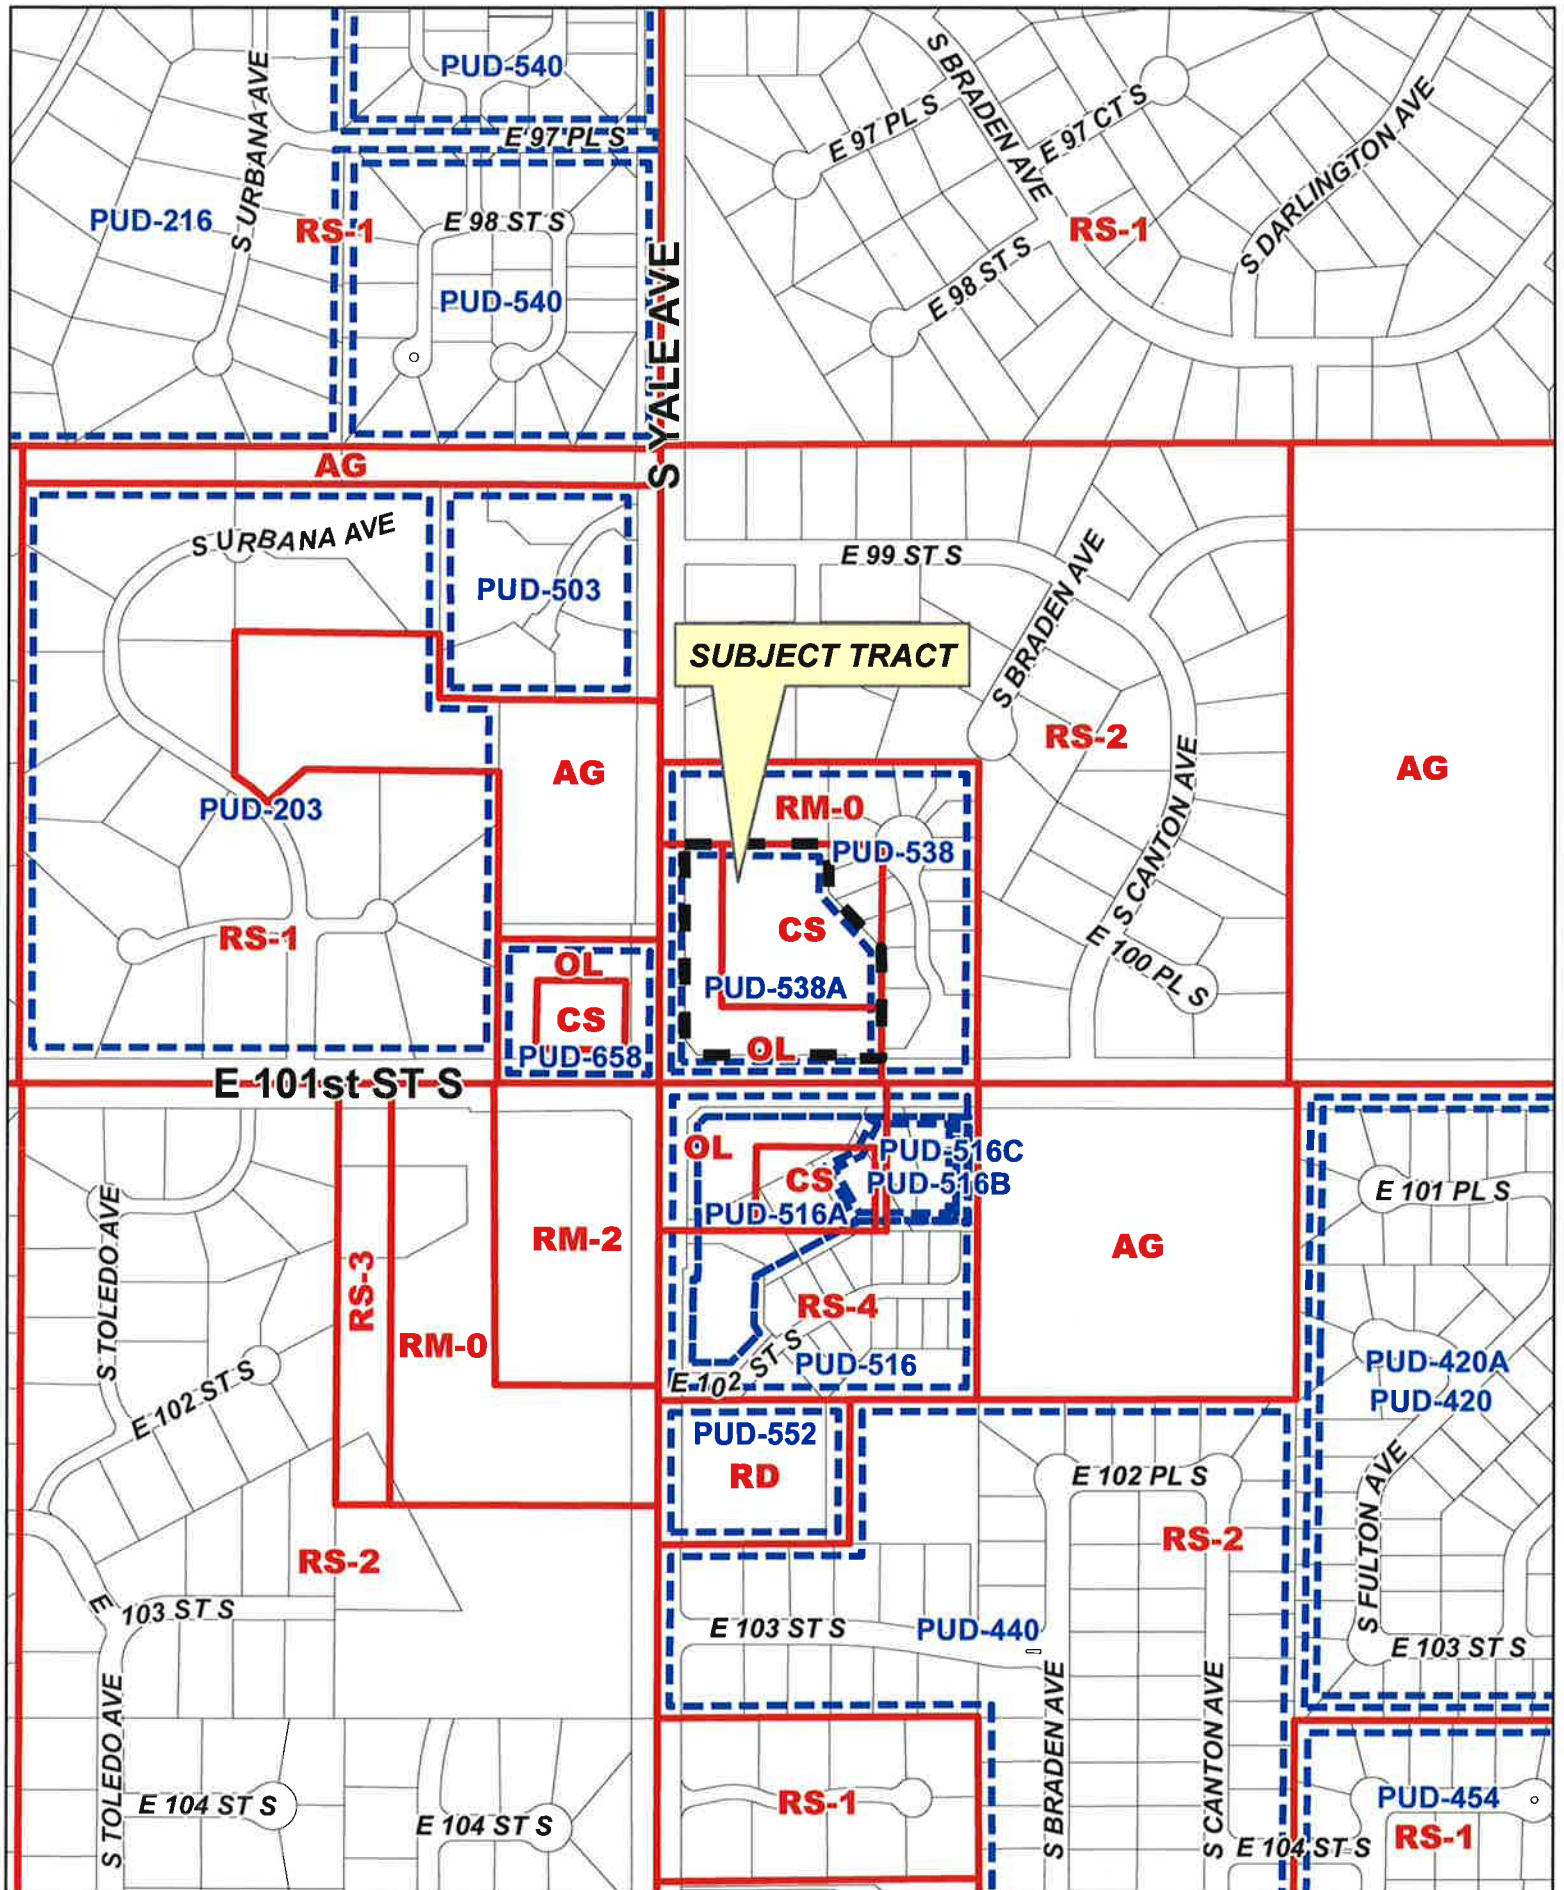 PUD-540
S URBANA AVE
E 97 PL S
S BRADEN AVE
E 97 PL S
E 97 CT S
S DARLINGTON AVE
PUD-216
RS-1
E 98 ST S
RS-1
E 98 ST S
PUD-540
S YALE AVE
AG
S URBANA AVE
PUD-503
E 99 ST S
S BRADEN AVE
SUBJECT TRACT
RS-2
AG
AG
RM-0
PUD-203
PUD-538
S CANTON AVE
RS-1
CS
E 100 PL S
OL
PUD-538A
CS
OL
PUD-658
E 101st ST S
OL
PUD-516C
CS
PUD-516B
PUD-516A
E 101 PL S
S TOLEDO AVE
RM-2
AG
RS-3
RS-4
RM-0
E 102 ST S
PUD-516
PUD-420A
PUD-420
E 102 ST S
PUD-552
RD
E 102 PL S
S FULTON AVE
RS-2
RS-2
E 103 ST S
E 103 ST S
PUD-440
E 103 ST S
S TOLEDO AVE
S BRADEN AVE
S CANTON AVE
E 104 ST S
E 104 ST S
RS-1
PUD-454
RS-1
E 104 ST S